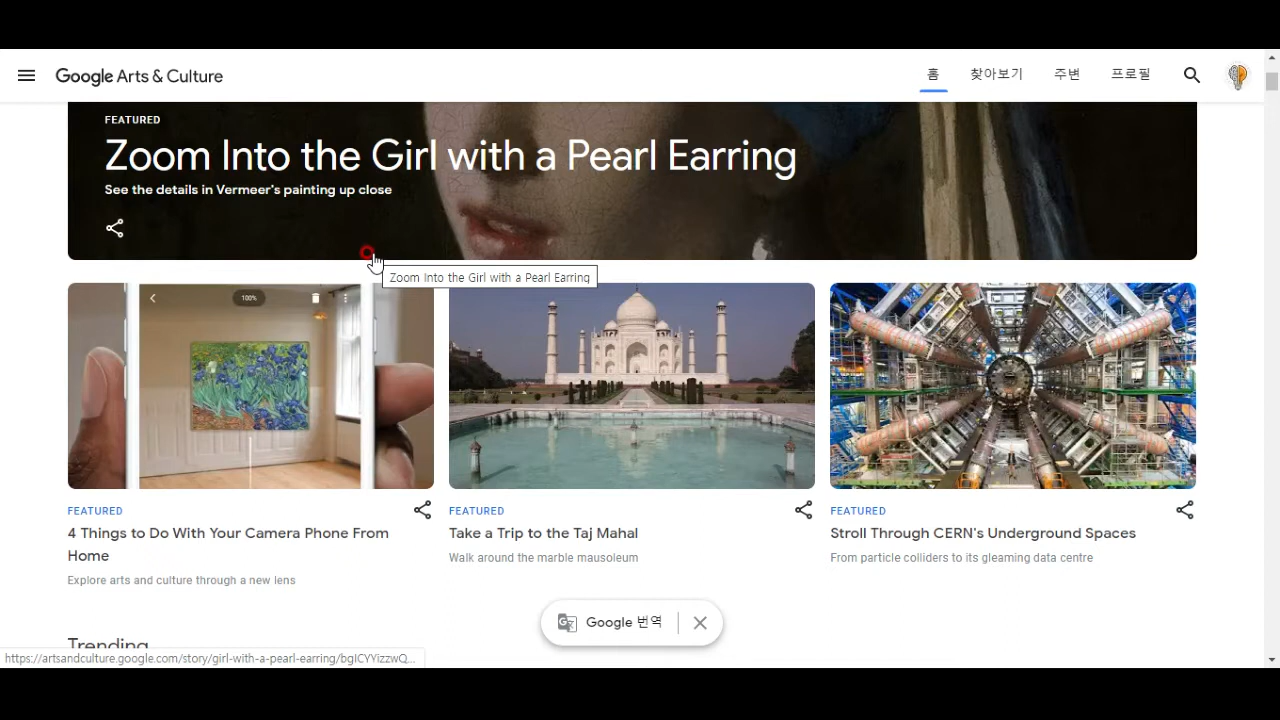 Google Arts & Culture
홈 찾아보기 주변 프로필
FEATURED
Zoom Into the Girl with a Pearl Earring
See the details in Vermeer's painting up close
Zoom Into the Girl with a Pearl Earring
100%
FEATURED
4 Things to Do With Your Camera Phone From
Home
Explore arts and culture through a new lens
FEATURED
Take a Trip to the Taj Mahal
Walk around the marble mausoleum
FEATURED
Stroll Through CERN's Underground Spaces
From particle colliders to its gleaming data centre
Google 번역
Trending
https://artsandculture.google.com/story/girl-with-a-pearl-earring/bgICYYizzwQ...